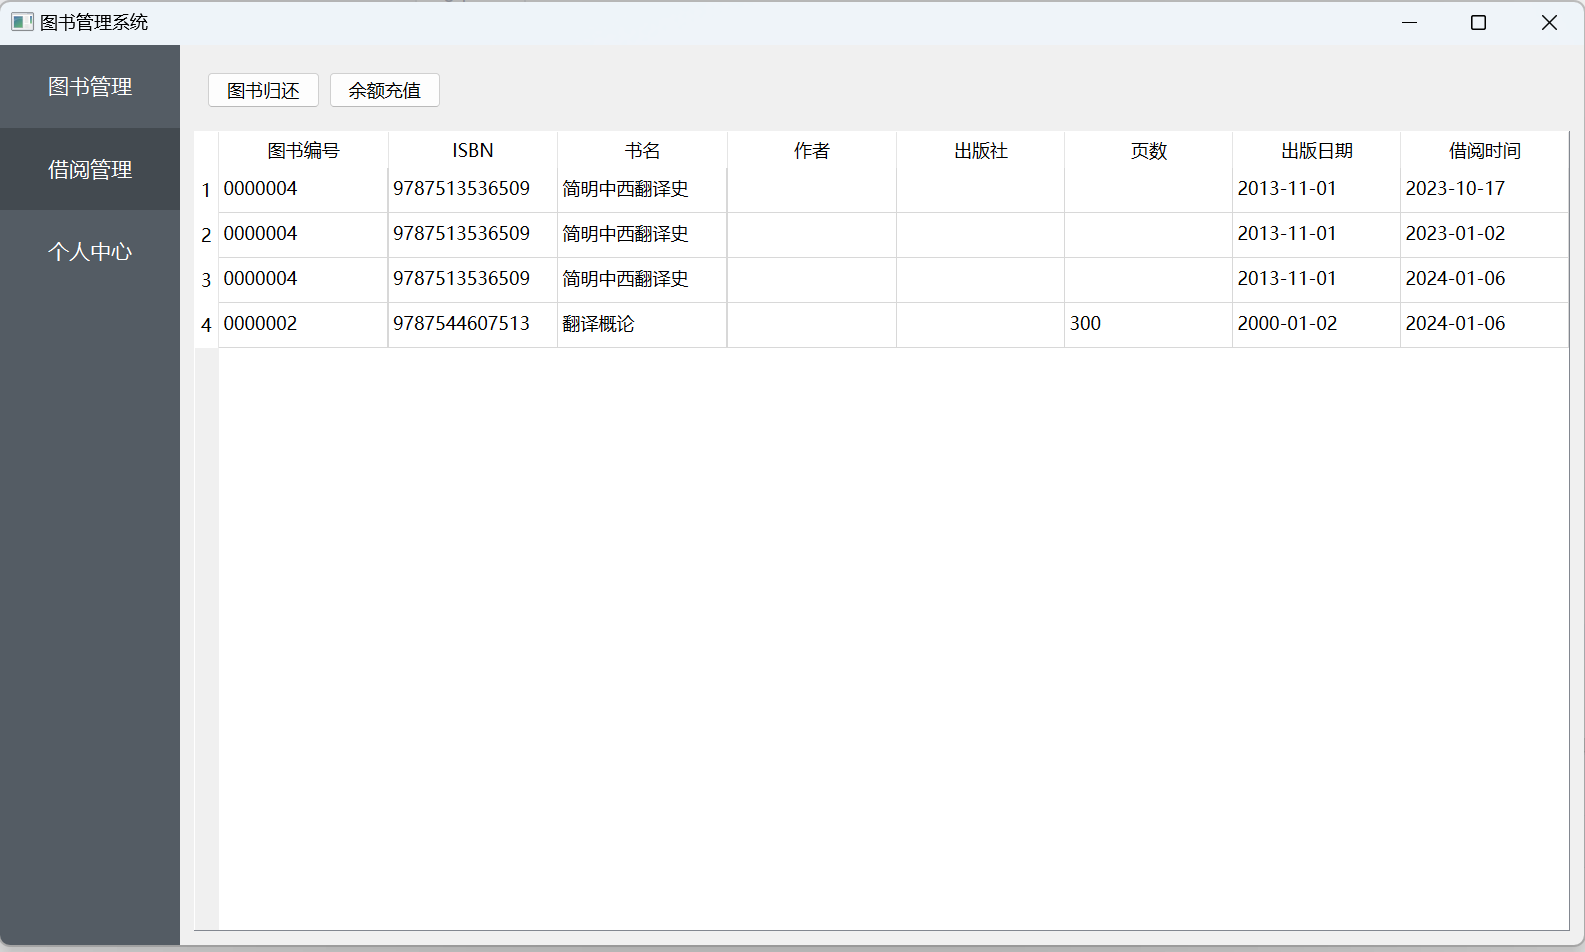 图书管理系统
图书管理
借阅管理
个人中心
图书归还 余额充值
图书编号 ISBN 书名 作者 出版社 页数 出版日期 借阅时间
1 0000004 9787513536509 简明中西翻译史 2013-11-01 2023-10-17
2 0000004 9787513536509 简明中西翻译史 2013-11-01 2023-01-02
3 0000004 9787513536509 简明中西翻译史 2013-11-01 2024-01-06
4 0000002 9787544607513 翻译概论 300 2000-01-02 2024-01-06